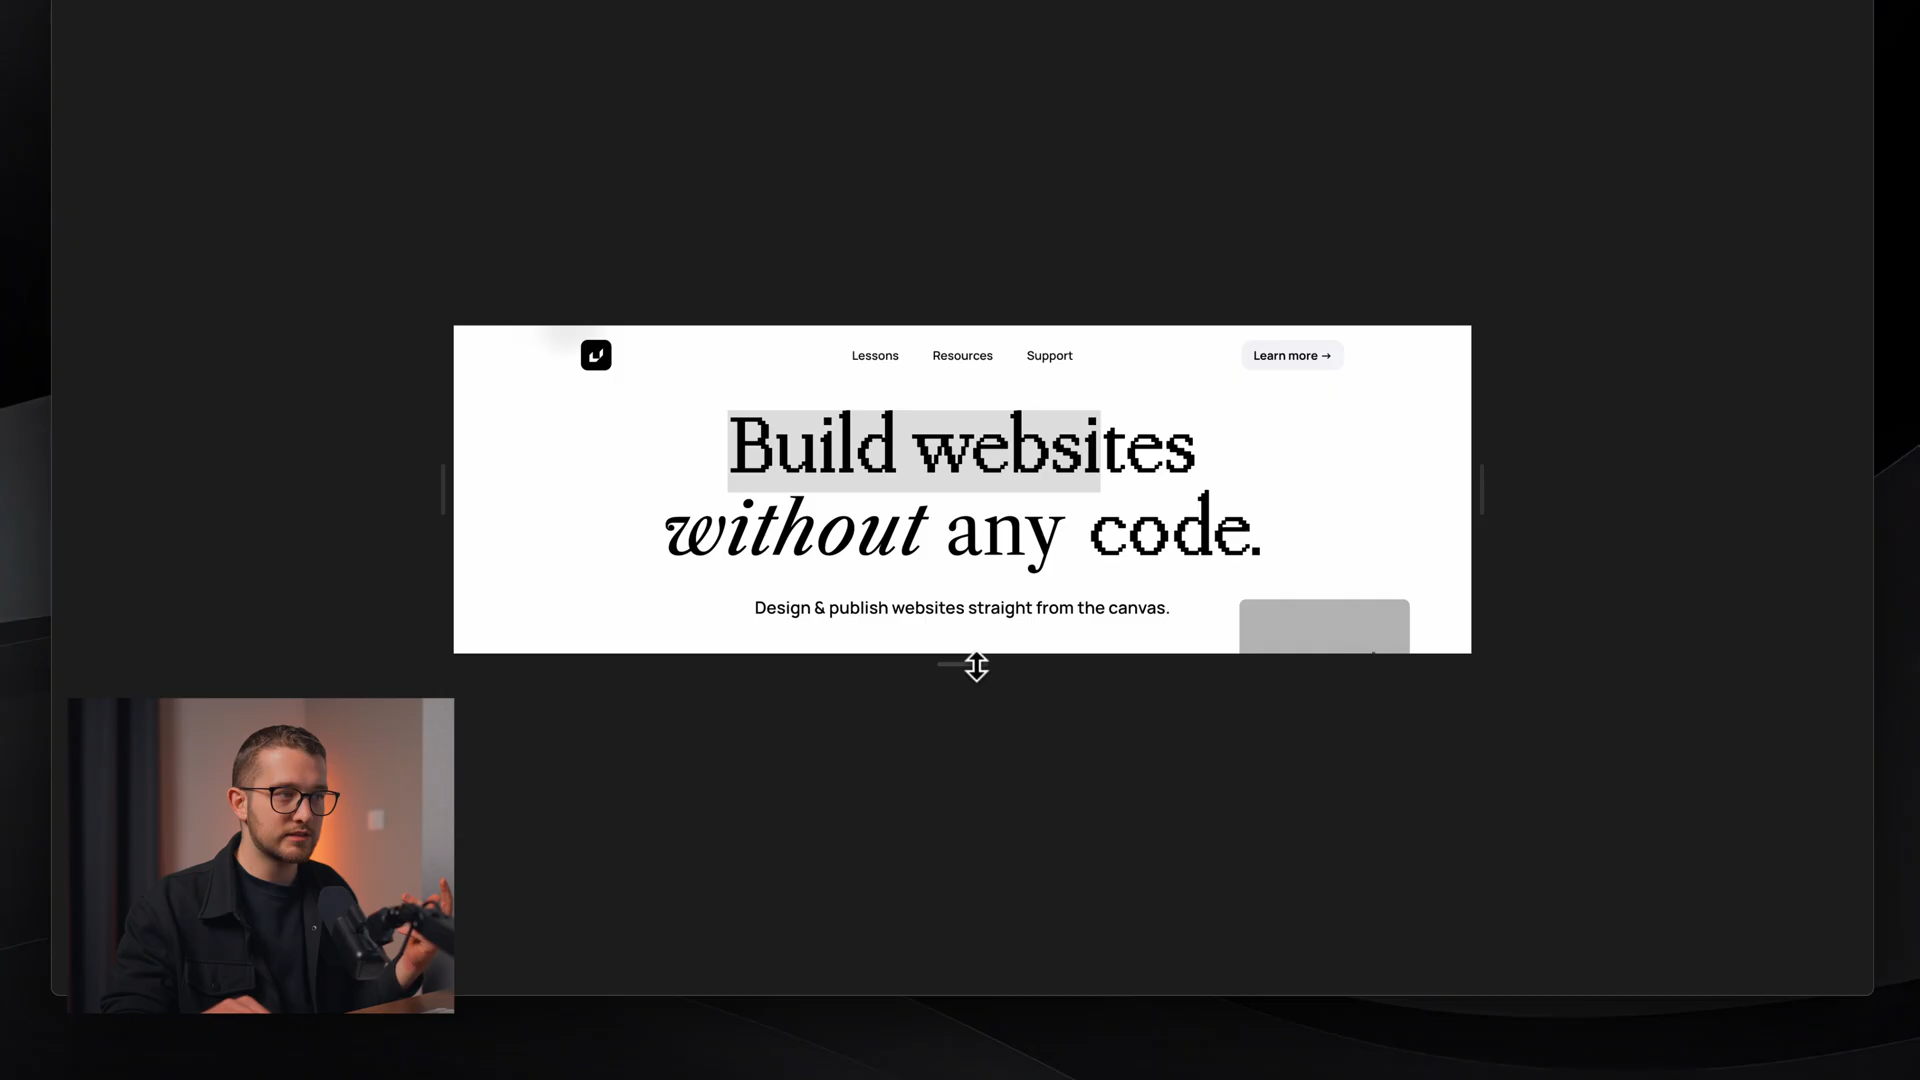 Lessons
Resources
Support
Learn more →
Build websites
without any code.
Design & publish websites straight from the canvas.